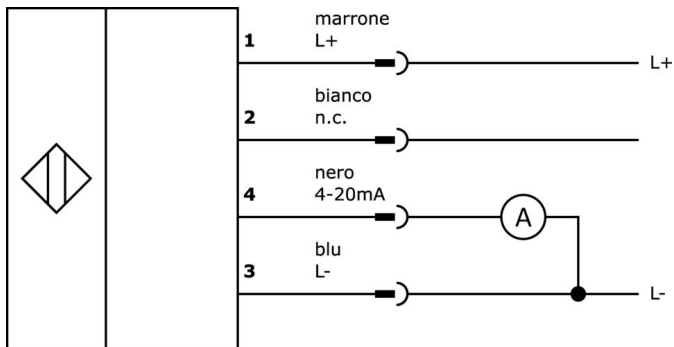 marrone
1 L+
L+
bianco
2 n.c.
nero
4 4-20mA
A
blu
3 L-
L-